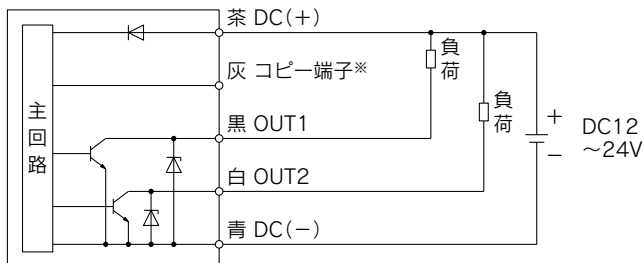 茶 DC(+)
灰 コピー端子※
負荷
負荷
主回路
黒 OUT1
白 OUT2
青 DC(−)
+
−
DC12
～24V